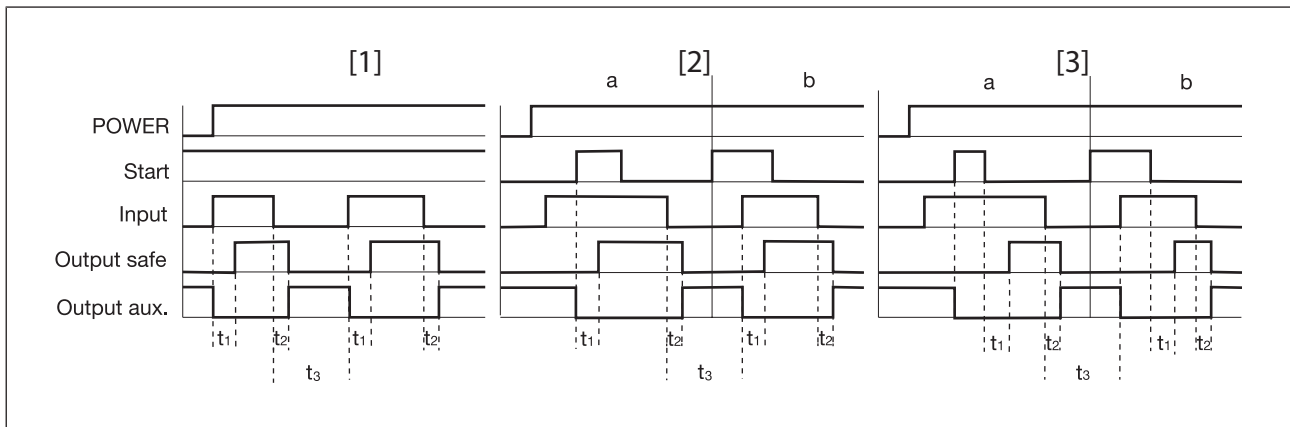 [1] [2] [3]
a b a b
POWER
Start
Input
Output safe
Output aux.
t1 t2 t1 t2 t1 t2 t1 t2 t1 t2 t1 t2
t3 t3 t3